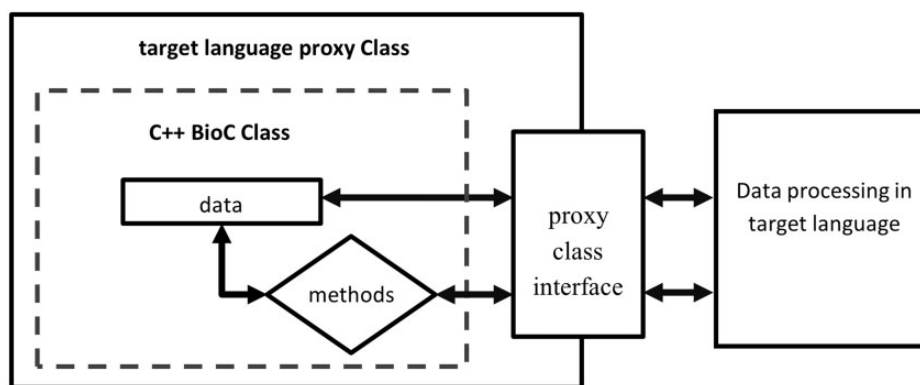 target language proxy Class
C++ BioC Class
data
methods
proxy
class
interface
Data processing in
target language